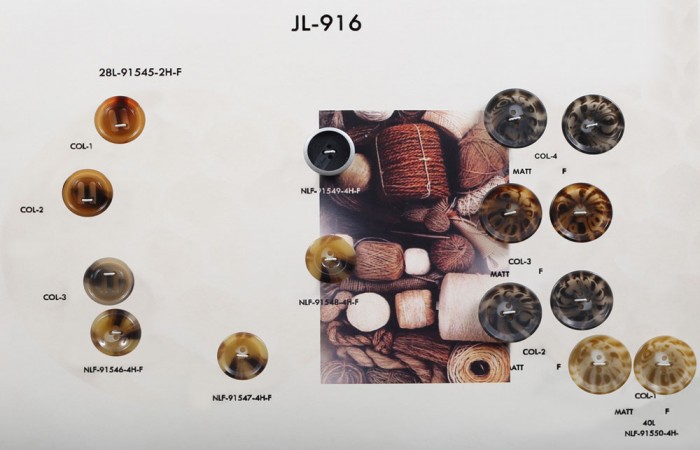 JL-916
28L-91545-2H-F
COL-1
COL-2
COL-3
NLF-91546-4H-F
NLF-91547-4H-F
NLF-91549-4H-F
NLF-91548-4H-F
COL-4
MATT F
COL-3
MATT F
COL-2
MATT F
COL-1
MATT F
40L
NLF-91550-4H-